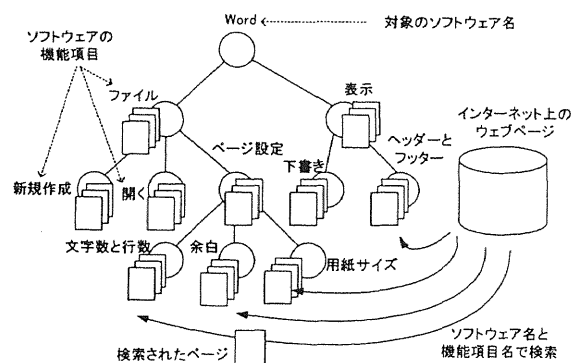 Word
対象のソフトウェア名
ソフトウェアの
機能項目
ファイル
表示
インターネット上の
ウェブページ
ページ設定
下書き
ヘッダーと
フッター
新規作成
開く
文字数と行数
余白
用紙サイズ
検索されたページ
ソフトウェア名と
機能項目名で検索